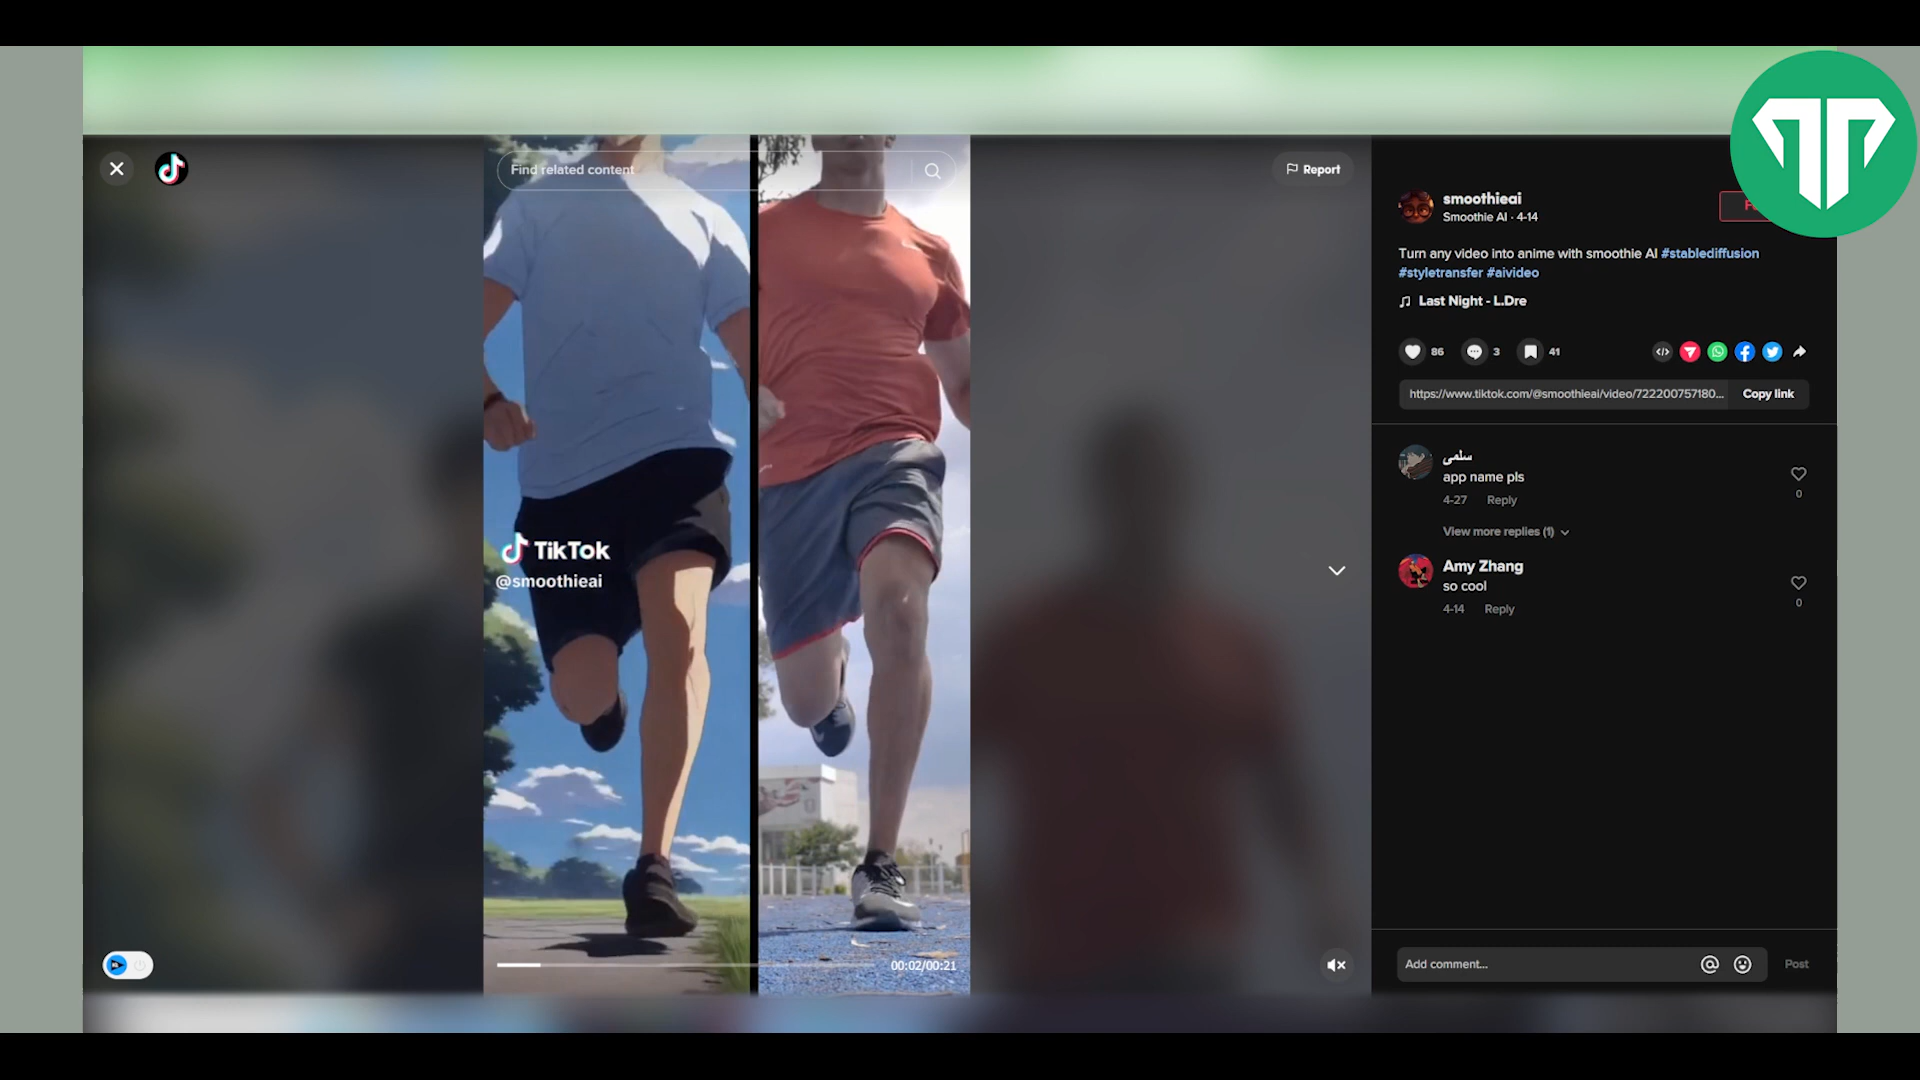 Find related content
Report
TikTok
@smoothieai
00:02/00:21
smoothieai
Smoothie AI · 4-14
Turn any video into anime with smoothie AI #stablediffusion
#styletransfer #aivideo
Last Night - L.Dre
86
3
41
https://www.tiktok.com/@smoothieai/video/722200757180...
Copy link
سلمى
app name pls
4-27
Reply
0
View more replies (1)
Amy Zhang
so cool
4-14
Reply
0
Add comment...
Post